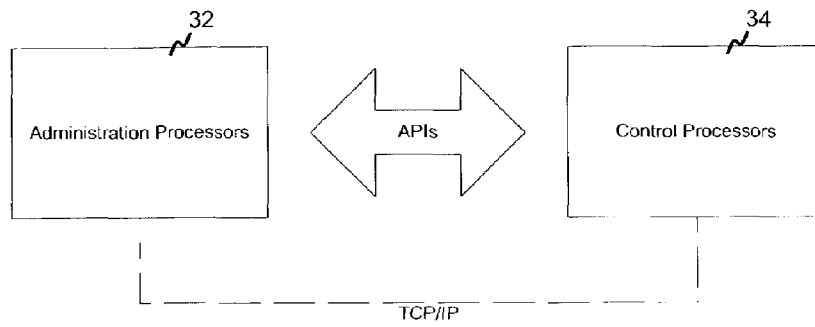 32
34
Administration Processors
APIs
Control Processors
TCP/IP